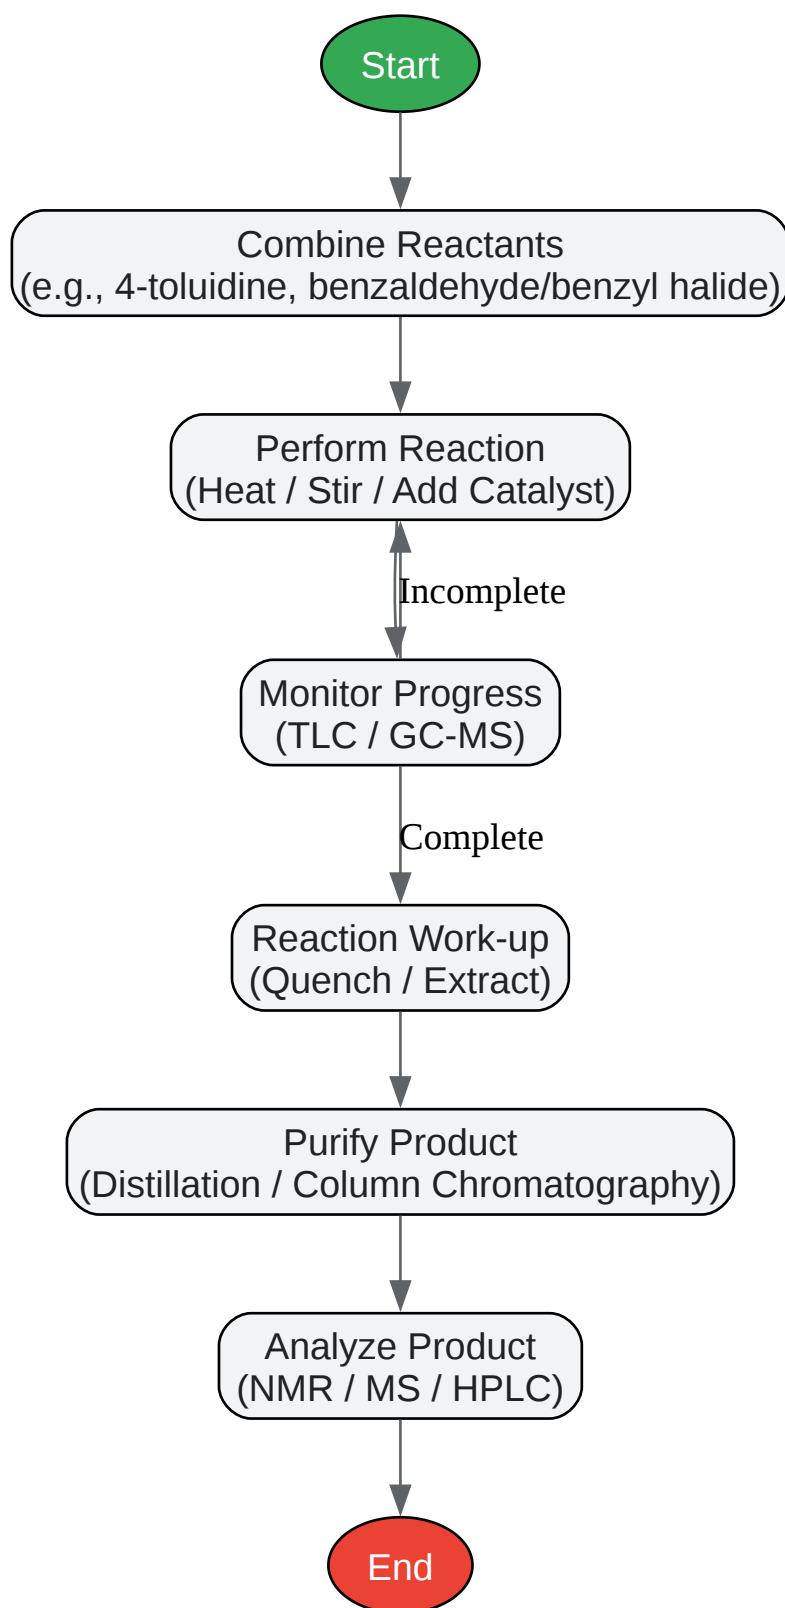 Start
Combine Reactants
(e.g., 4-toluidine, benzaldehyde/benzyl halide)
Perform Reaction
(Heat / Stir / Add Catalyst)
Incomplete
Monitor Progress
(TLC / GC-MS)
Complete
Reaction Work-up
(Quench / Extract)
Purify Product
(Distillation / Column Chromatography)
Analyze Product
(NMR / MS / HPLC)
End